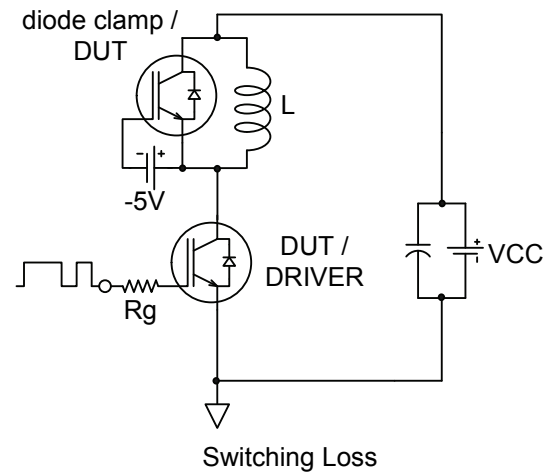 diode clamp /
DUT
L
- +
-5V
DUT /
DRIVER
Rg
+
VCC
-
Switching Loss